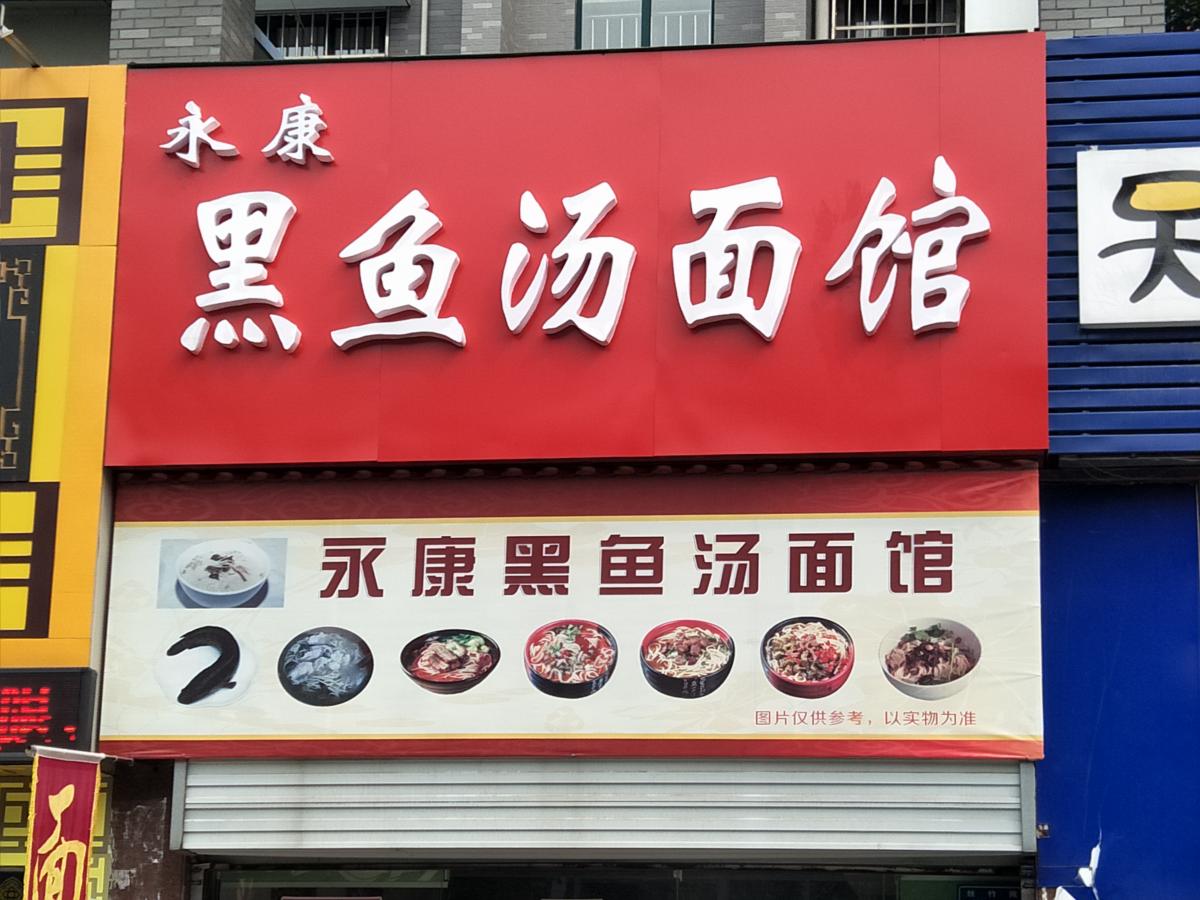 永康
黑鱼汤面馆
永康黑鱼汤面馆
图片仅供参考，以实物为准
面